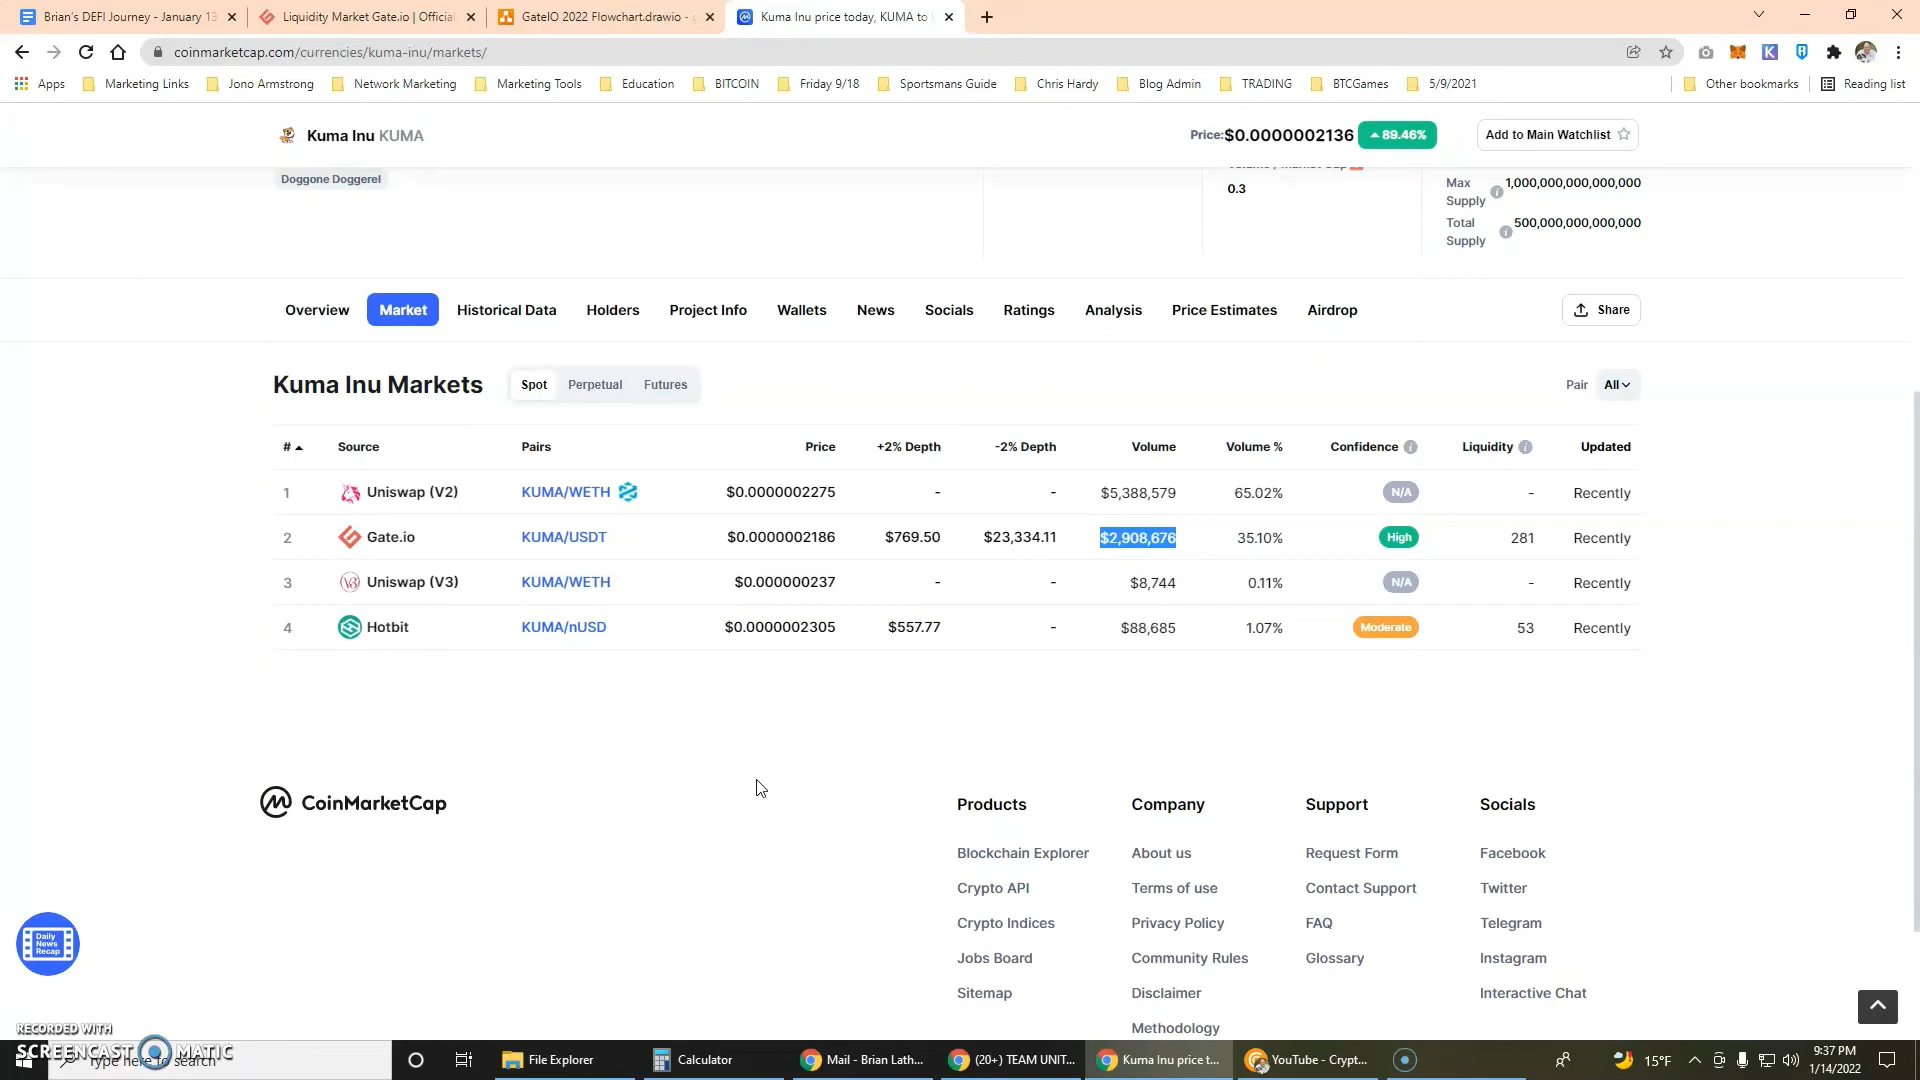 Brian's DEFI Journey - January 13
Liquidity Market Gate.io | Official
GateIO 2022 Flowchart.drawio -
Kuma Inu price today, KUMA to
coinmarketcap.com/currencies/kuma-inu/markets/
Apps Marketing Links Jono Armstrong Network Marketing Marketing Tools Education BITCOIN Friday 9/18 Sportsmans Guide Chris Hardy Blog Admin TRADING BTCGames 5/9/2021 Other bookmarks Reading list
Kuma Inu KUMA Price:$0.0000002136 89.46% Add to Main Watchlist
Doggone Doggerel
0.3
Max Supply 1,000,000,000,000,000
Total Supply 500,000,000,000,000
Overview Market Historical Data Holders Project Info Wallets News Socials Ratings Analysis Price Estimates Airdrop Share
Kuma Inu Markets Spot Perpetual Futures Pair All
# Source Pairs Price +2% Depth -2% Depth Volume Volume % Confidence Liquidity Updated
1 Uniswap (V2) KUMA/WETH $0.0000002275 - - $5,388,579 65.02% N/A - Recently
2 Gate.io KUMA/USDT $0.0000002186 $769.50 $23,334.11 $2,908,676 35.10% High 281 Recently
3 Uniswap (V3) KUMA/WETH $0.000000237 - - $8,744 0.11% N/A - Recently
4 Hotbit KUMA/nUSD $0.0000002305 $557.77 - $88,685 1.07% Moderate 53 Recently
CoinMarketCap
Products Company Support Socials
Blockchain Explorer About us Request Form Facebook
Crypto API Terms of use Contact Support Twitter
Crypto Indices Privacy Policy FAQ Telegram
Jobs Board Community Rules Glossary Instagram
Sitemap Disclaimer Interactive Chat
Methodology
Daily
News
Recap
RECORDED WITH
SCREENCAST MATIC
Type here to search
File Explorer Calculator Mail - Brian Lath... (20+) TEAM UNIT... Kuma Inu price t... YouTube - Crypt... 15°F
9:37 PM
1/14/2022